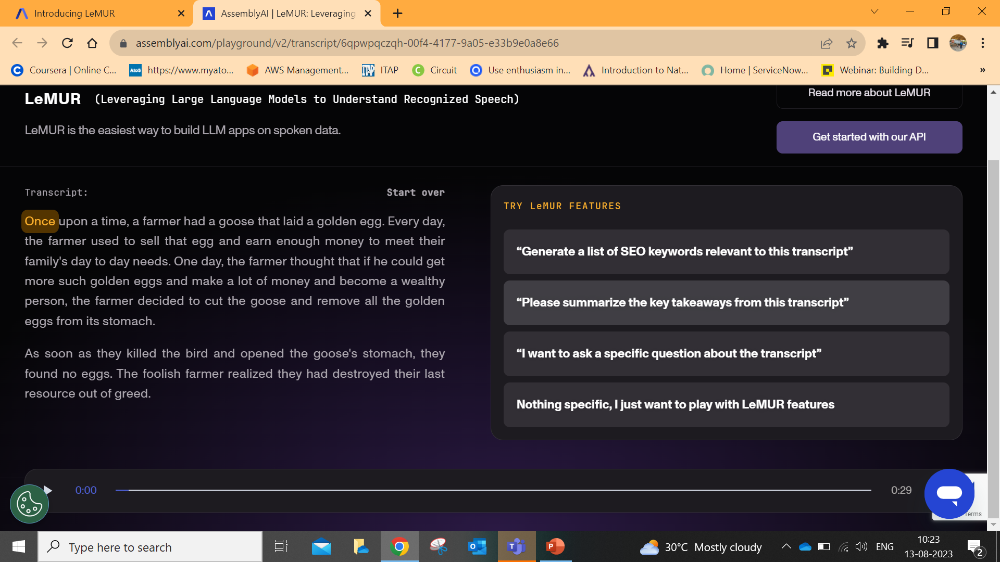 Introducing LeMUR
AssemblyAI | LeMUR: Leveraging
assemblyai.com/playground/v2/transcript/6qpwpqczqh-00f4-4177-9a05-e33b9e0a8e66
Coursera | Online C...
AtoS
https://www.myato...
AWS Management...
ITAP
ITAP
C
Circuit
Use enthusiasm in...
Introduction to Nat...
Home | ServiceNow...
Webinar: Building D...
»
LeMUR (Leveraging Large Language Models to Understand Recognized Speech)
Read more about LeMUR
LeMUR is the easiest way to build LLM apps on spoken data.
Get started with our API
Transcript:
Start over
Once upon a time, a farmer had a goose that laid a golden egg. Every day,
the farmer used to sell that egg and earn enough money to meet their
family's day to day needs. One day, the farmer thought that if he could get
more such golden eggs and make a lot of money and become a wealthy
person, the farmer decided to cut the goose and remove all the golden
eggs from its stomach.
As soon as they killed the bird and opened the goose's stomach, they
found no eggs. The foolish farmer realized they had destroyed their last
resource out of greed.
TRY LeMUR FEATURES
“Generate a list of SEO keywords relevant to this transcript”
“Please summarize the key takeaways from this transcript”
“I want to ask a specific question about the transcript”
Nothing specific, I just want to play with LeMUR features
0:00
0:29
Terms
Type here to search
30°C Mostly cloudy
ENG
10:23
13-08-2023
2